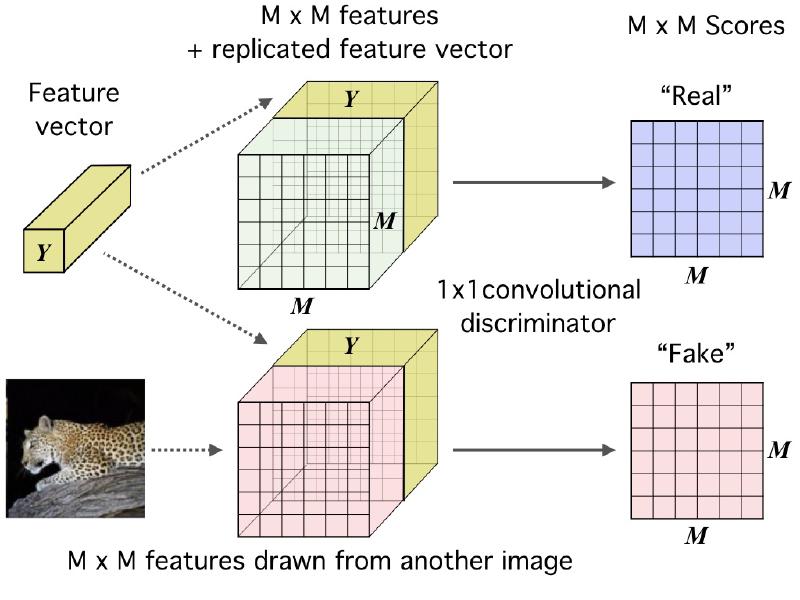 M x M features
+ replicated feature vector
M x M Scores
Feature
vector
Y
Y
M
M
"Real"
M
M
1x1convolutional
discriminator
Y
"Fake"
M
M
M x M features drawn from another image